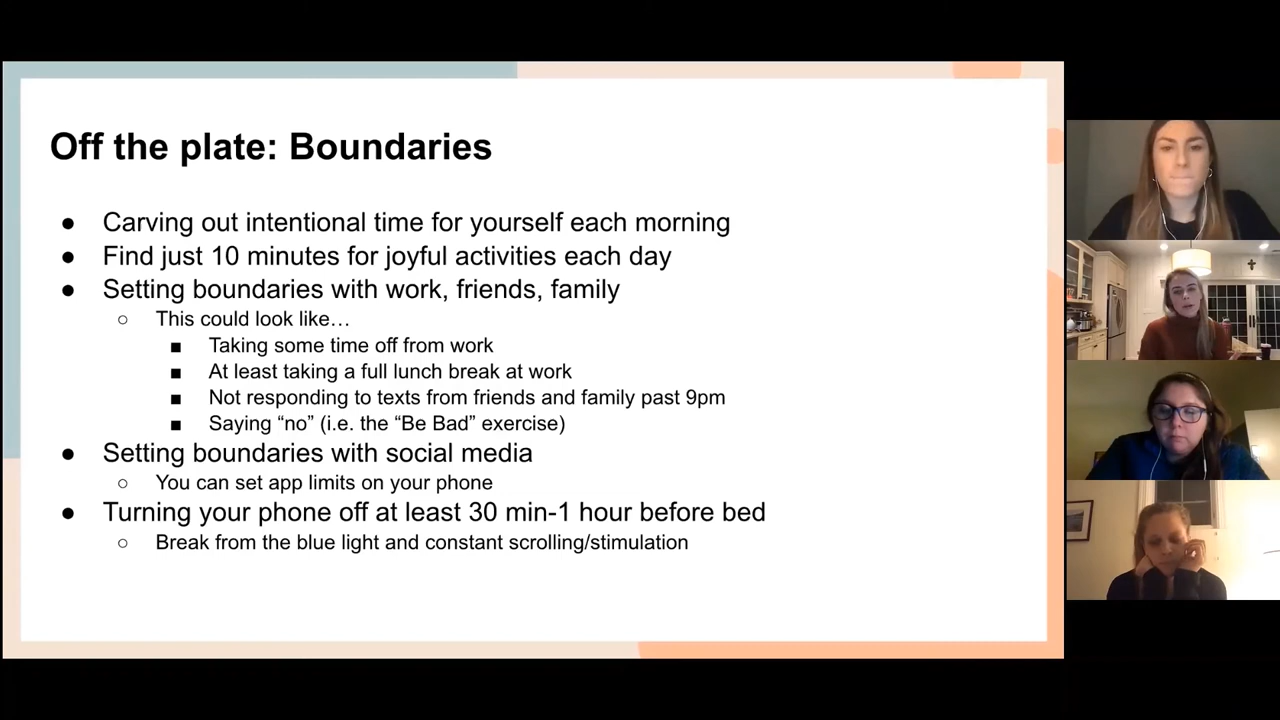 Off the plate: Boundaries
● Carving out intentional time for yourself each morning
● Find just 10 minutes for joyful activities each day
● Setting boundaries with work, friends, family
○ This could look like…
■ Taking some time off from work
■ At least taking a full lunch break at work
■ Not responding to texts from friends and family past 9pm
■ Saying “no” (i.e. the “Be Bad” exercise)
● Setting boundaries with social media
○ You can set app limits on your phone
● Turning your phone off at least 30 min-1 hour before bed
○ Break from the blue light and constant scrolling/stimulation